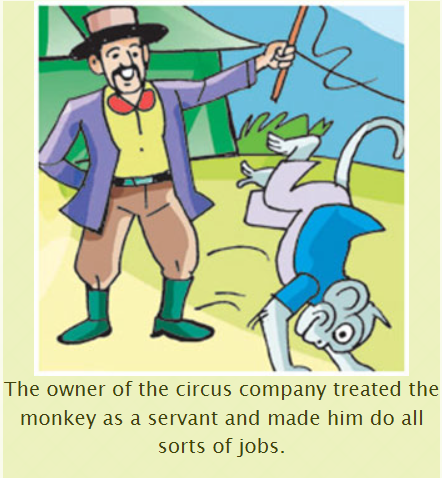 The owner of the circus company treated the
monkey as a servant and made him do all
sorts of jobs.